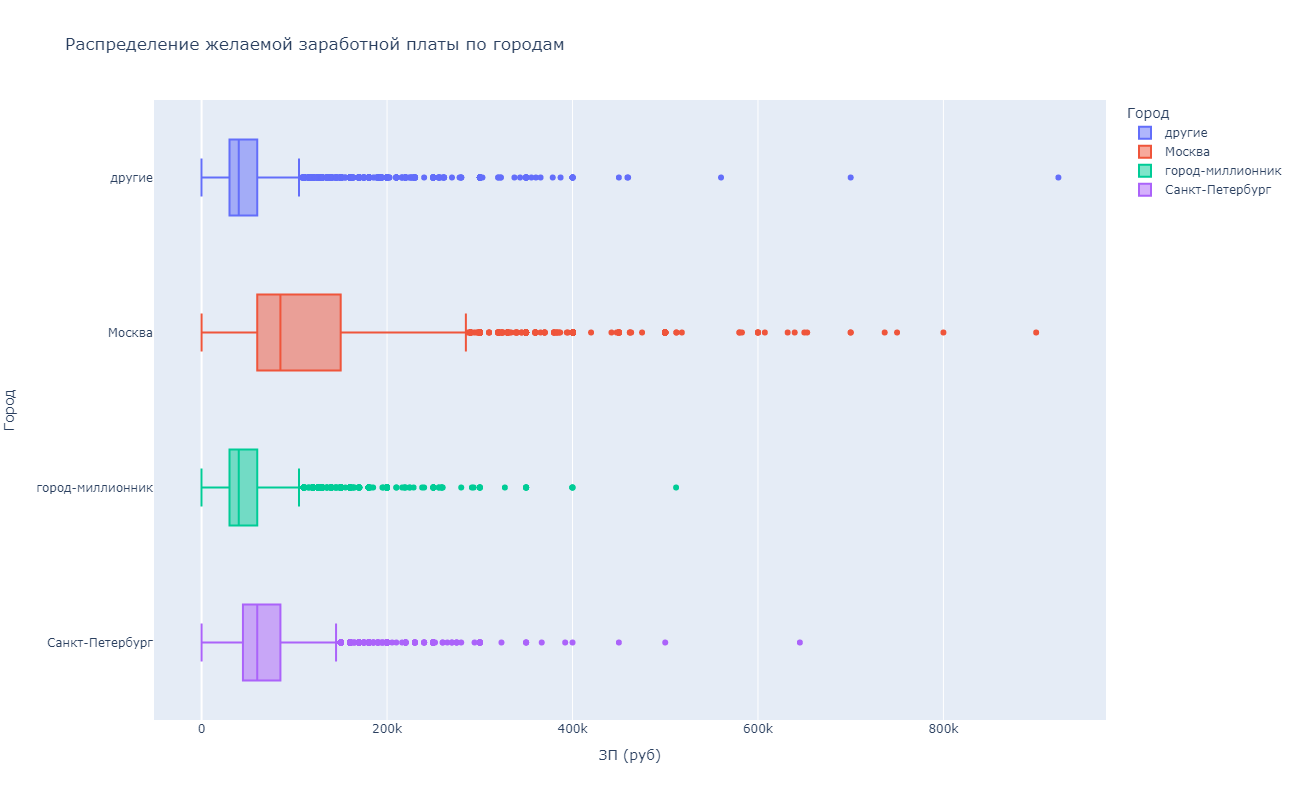 Распределение желаемой заработной платы по городам
Город
другие
Москва
город-миллионник
Санкт-Петербург
другие
Москва
город-миллионник
Санкт-Петербург
Город
0
200k
400k
600k
800k
ЗП (руб)